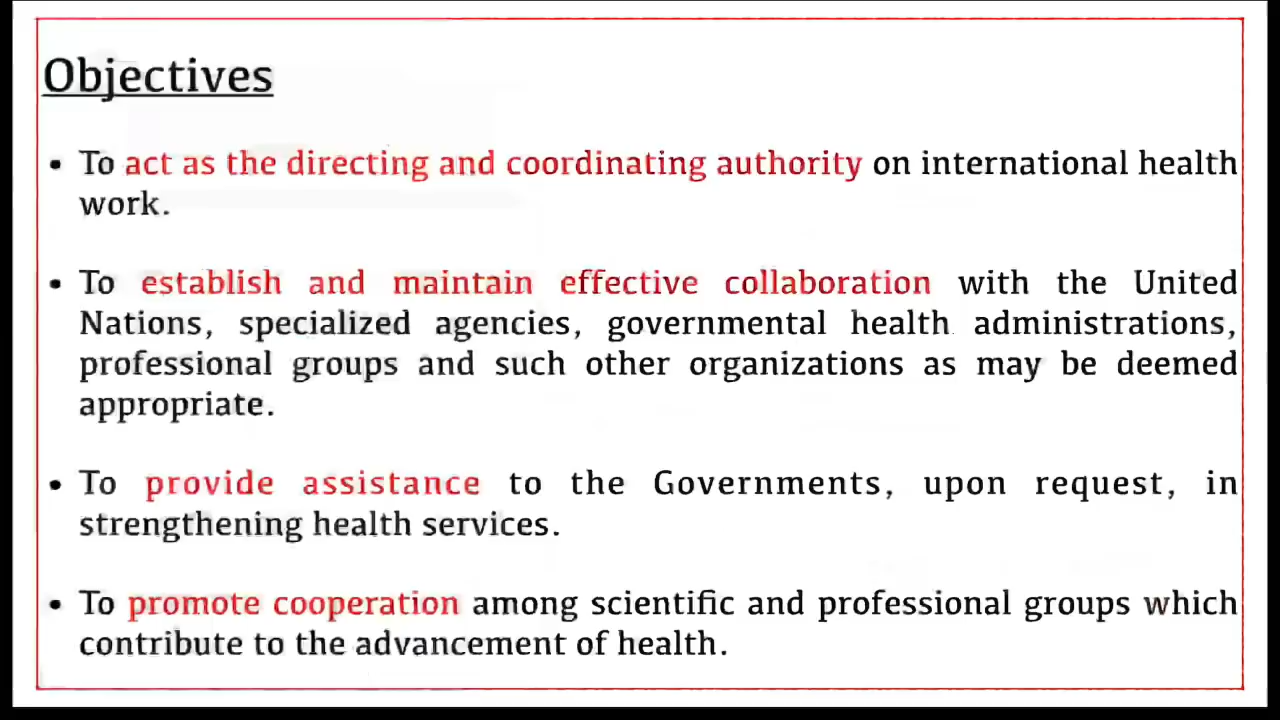 Objectives
• To act as the directing and coordinating authority on international health
work.
• To establish and maintain effective collaboration with the United
Nations, specialized agencies, governmental health administrations,
professional groups and such other organizations as may be deemed
appropriate.
• To provide assistance to the Governments, upon request, in
strengthening health services.
• To promote cooperation among scientific and professional groups which
contribute to the advancement of health.